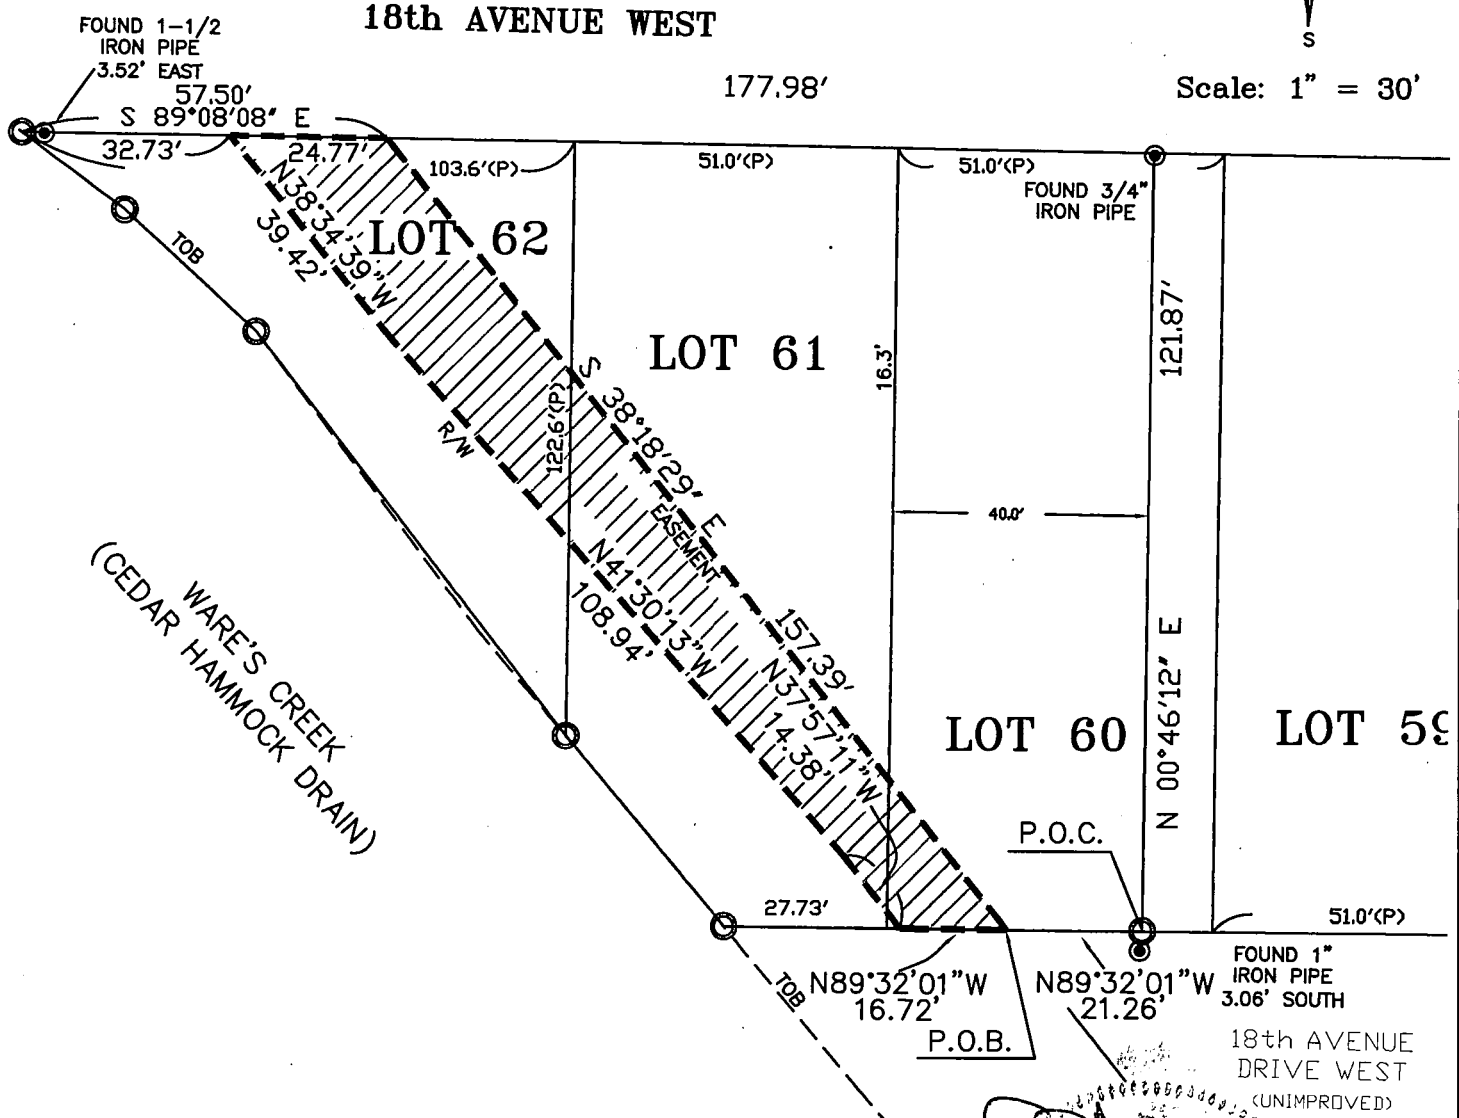 18th AVENUE WEST
S
FOUND 1-1/2
IRON PIPE
3.52' EAST
57.50'
S 89°08'08" E
177.98'
Scale: 1" = 30'
32.73'
24.77'
103.6'(P)
51.0'(P)
51.0'(P)
FOUND 3/4"
IRON PIPE
N38°34'39"W
39.42'
LOT 62
TOB
LOT 61
16.3'
121.87'
S 38°18'29" E
157.39'
122.6'(P)
R/W
EASEMENT
40.0'
N41°30'13"W
108.94'
WARE'S CREEK
(CEDAR HAMMOCK DRAIN)
N37°57'11"W
14.38'
N 00°46'12" E
LOT 60
LOT 59
P.O.C.
27.73'
51.0'(P)
TOB
N89°32'01"W
16.72'
N89°32'01"W
21.26'
FOUND 1"
IRON PIPE
3.06' SOUTH
P.O.B.
18th AVENUE
DRIVE WEST
(UNIMPROVED)